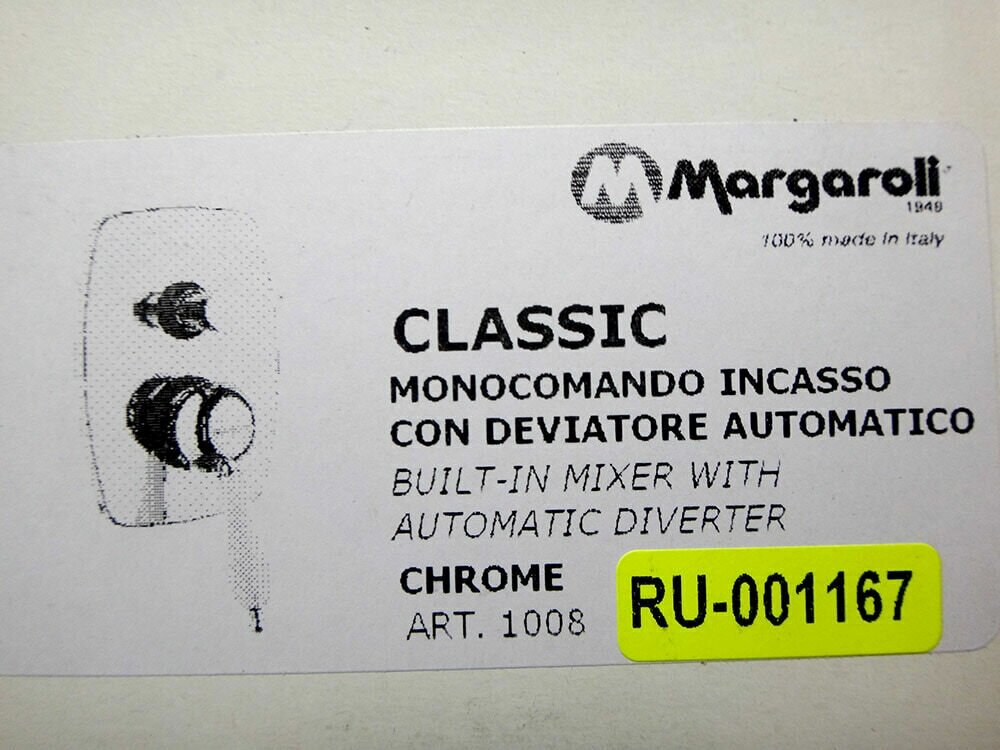 Margaroli
1949
100% made in Italy
CLASSIC
MONOCOMANDO INCASSO
CON DEVIATORE AUTOMATICO
BUILT-IN MIXER WITH
AUTOMATIC DIVERTER
CHROME
ART. 1008
RU-001167